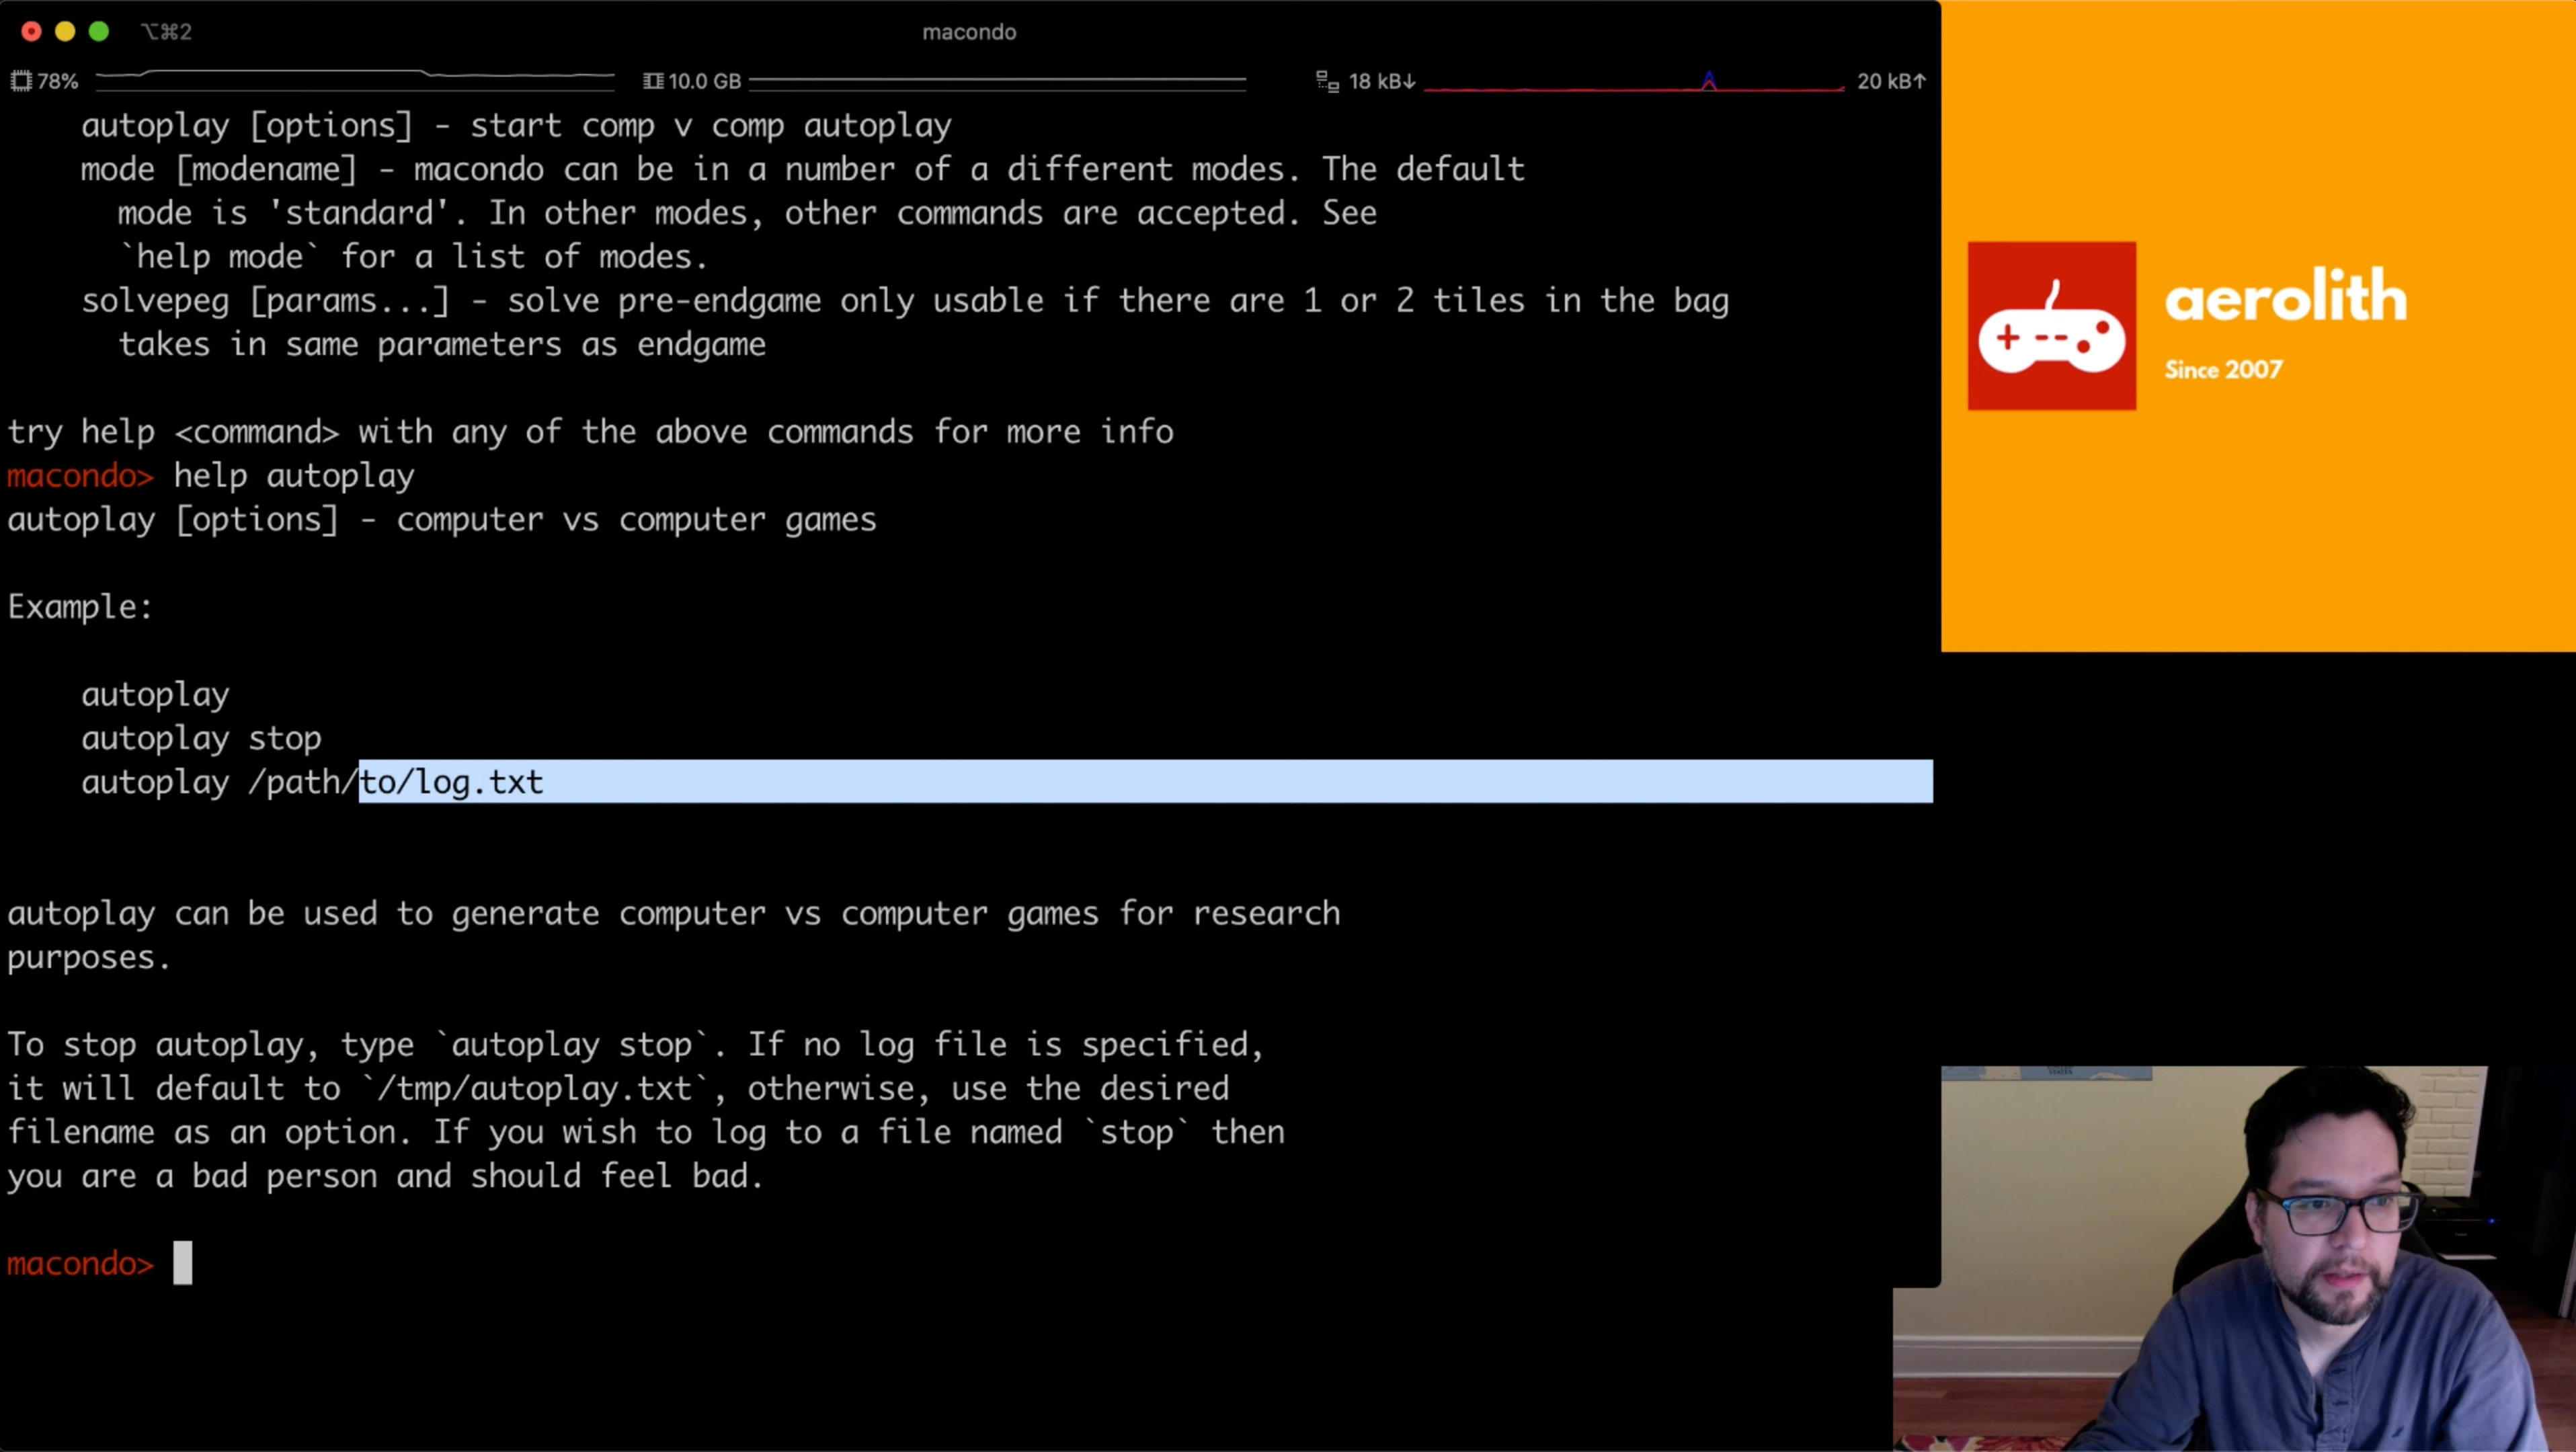 ⌥⌘2
macondo
78%
10.0 GB
18 kB↓
20 kB↑
autoplay [options] - start comp v comp autoplay
mode [modename] - macondo can be in a number of a different modes. The default
mode is 'standard'. In other modes, other commands are accepted. See
`help mode` for a list of modes.
solvepeg [params...] - solve pre-endgame only usable if there are 1 or 2 tiles in the bag
takes in same parameters as endgame
try help <command> with any of the above commands for more info
macondo> help autoplay
autoplay [options] - computer vs computer games
Example:
autoplay
autoplay stop
autoplay /path/to/log.txt
autoplay can be used to generate computer vs computer games for research
purposes.
To stop autoplay, type `autoplay stop`. If no log file is specified,
it will default to `/tmp/autoplay.txt`, otherwise, use the desired
filename as an option. If you wish to log to a file named `stop` then
you are a bad person and should feel bad.
macondo>
aerolith
Since 2007